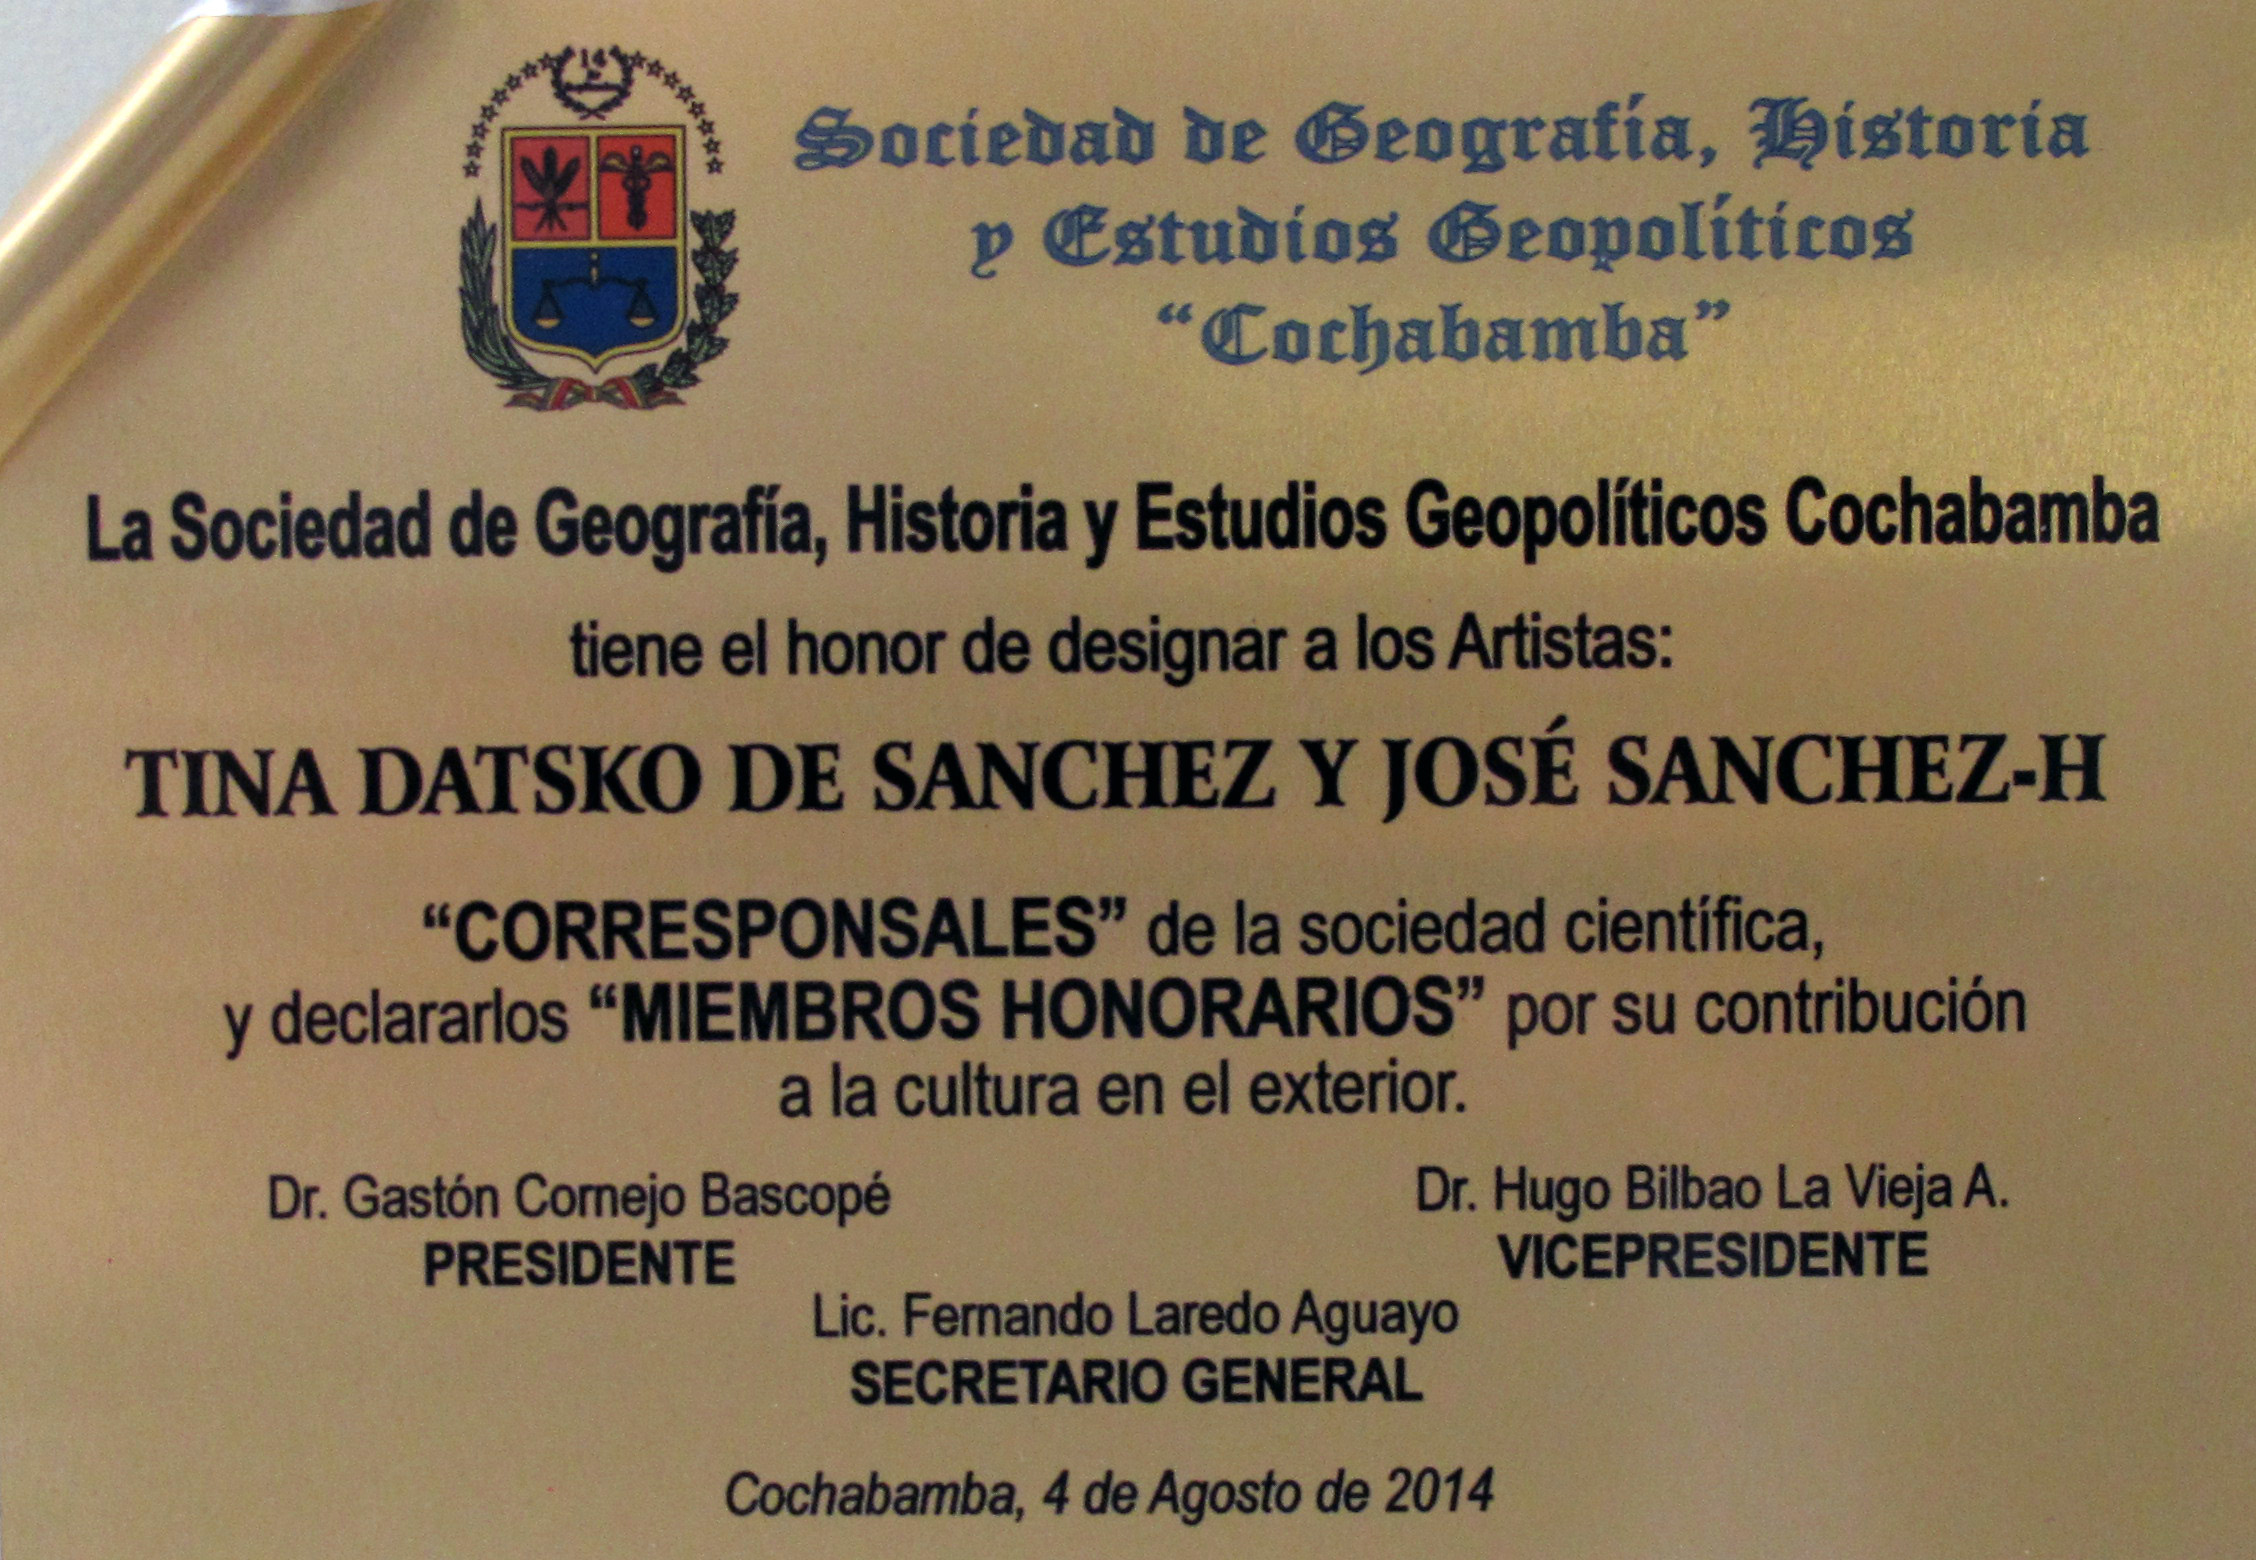 14
Sociedad de Geografía, Historia
y Estudios Geopolíticos
“Cochabamba”
La Sociedad de Geografía, Historia y Estudios Geopolíticos Cochabamba
tiene el honor de designar a los Artistas:
TINA DATSKO DE SANCHEZ Y JOSÉ SANCHEZ-H
“CORRESPONSALES” de la sociedad científica,
y declararlos “MIEMBROS HONORARIOS” por su contribución
a la cultura en el exterior.
Dr. Gastón Cornejo Bascopé
PRESIDENTE
Dr. Hugo Bilbao La Vieja A.
VICEPRESIDENTE
Lic. Fernando Laredo Aguayo
SECRETARIO GENERAL
Cochabamba, 4 de Agosto de 2014